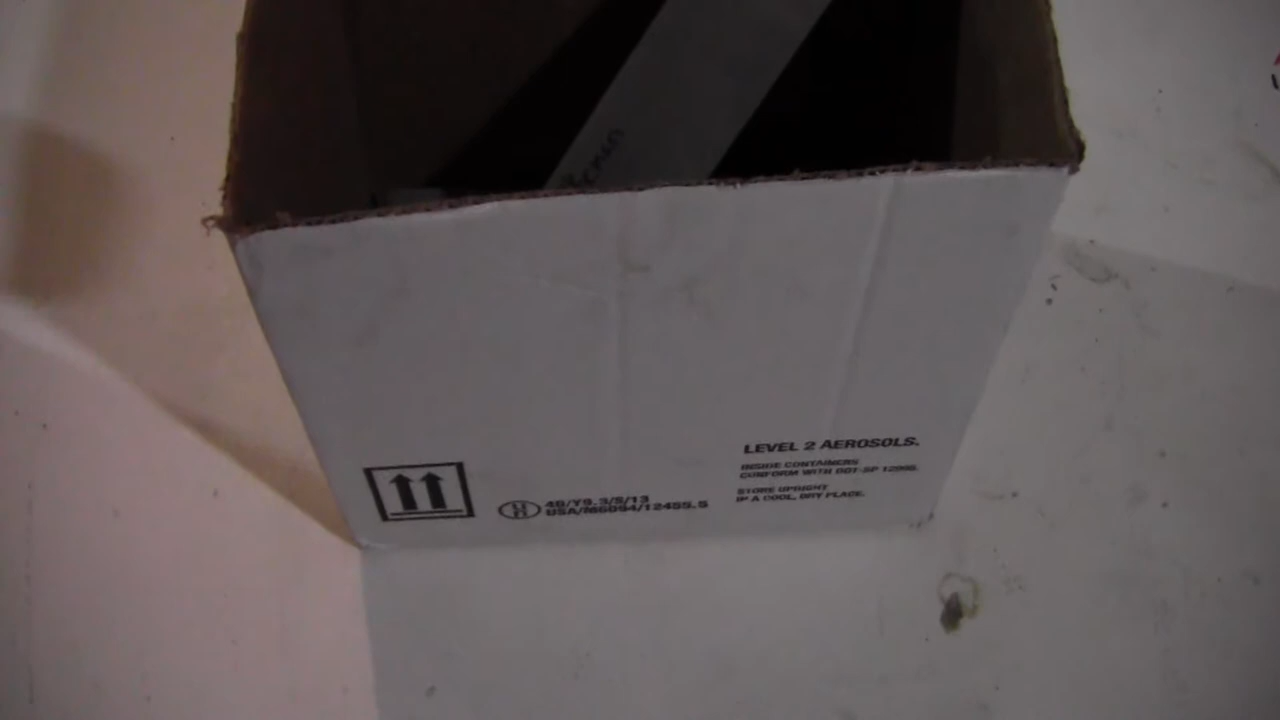 LEVEL 2 AEROSOLS.
INSIDE CONTAINERS
CONFORM WITH DOT-SP
STORE UPRIGHT
IN A COOL, DRY PLACE.
UN
4G/Y9.3/S/13
USA/M6094/12455.5